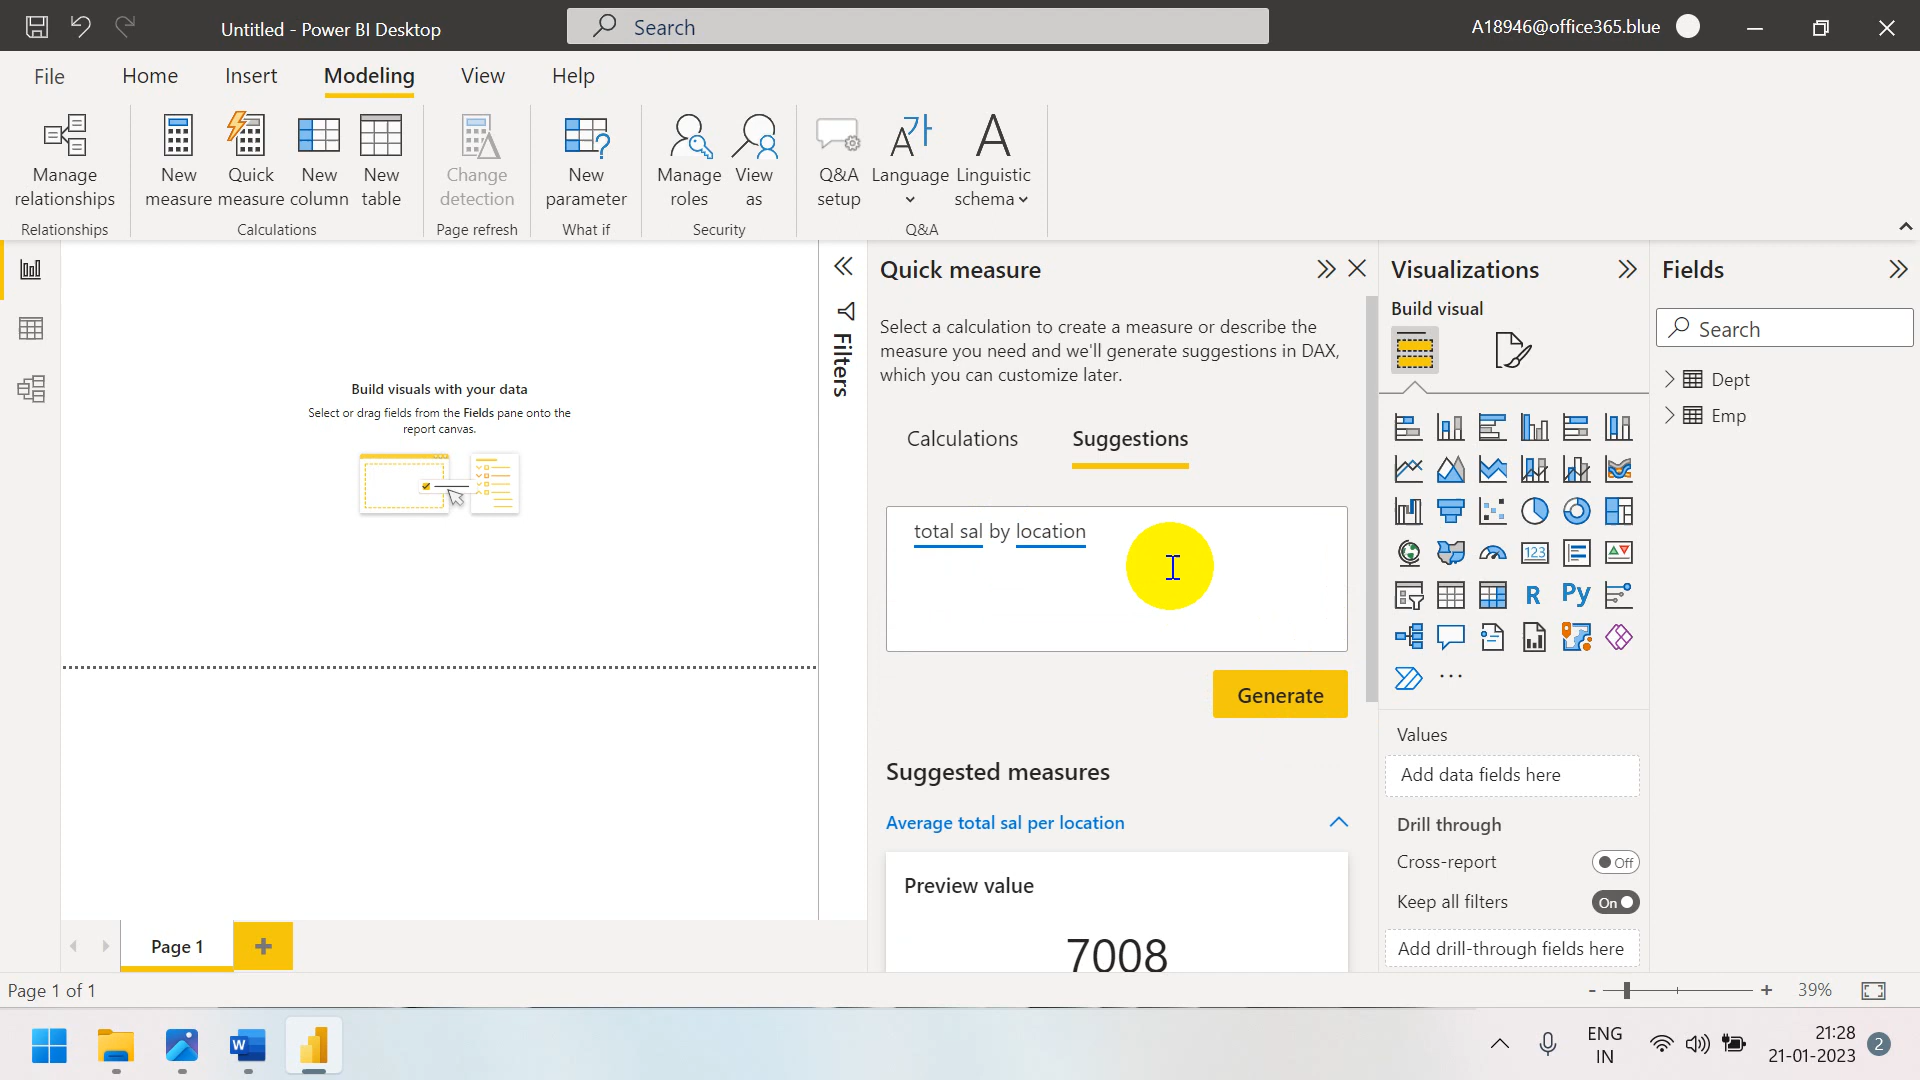 Untitled - Power BI Desktop
Search
A18946@office365.blue
File
Home
Insert
Modeling
View
Help
Manage
relationships
New
measure
Quick
measure
New
column
New
table
Change
detection
New
parameter
Manage
roles
View
as
Q&A
setup
Language
Linguistic
schema
Relationships
Calculations
Page refresh
What if
Security
Q&A
Build visuals with your data
Select or drag fields from the Fields pane onto the
report canvas.
Filters
Quick measure
Select a calculation to create a measure or describe the
measure you need and we'll generate suggestions in DAX,
which you can customize later.
Calculations
Suggestions
total sal by location
Generate
Suggested measures
Average total sal per location
Preview value
7008
Visualizations
Build visual
123
R
Py
Values
Add data fields here
Drill through
Cross-report
Off
Keep all filters
On
Add drill-through fields here
Fields
Search
Dept
Emp
Page 1
Page 1 of 1
- + 39%
W
ENG
IN
21:28
21-01-2023
2